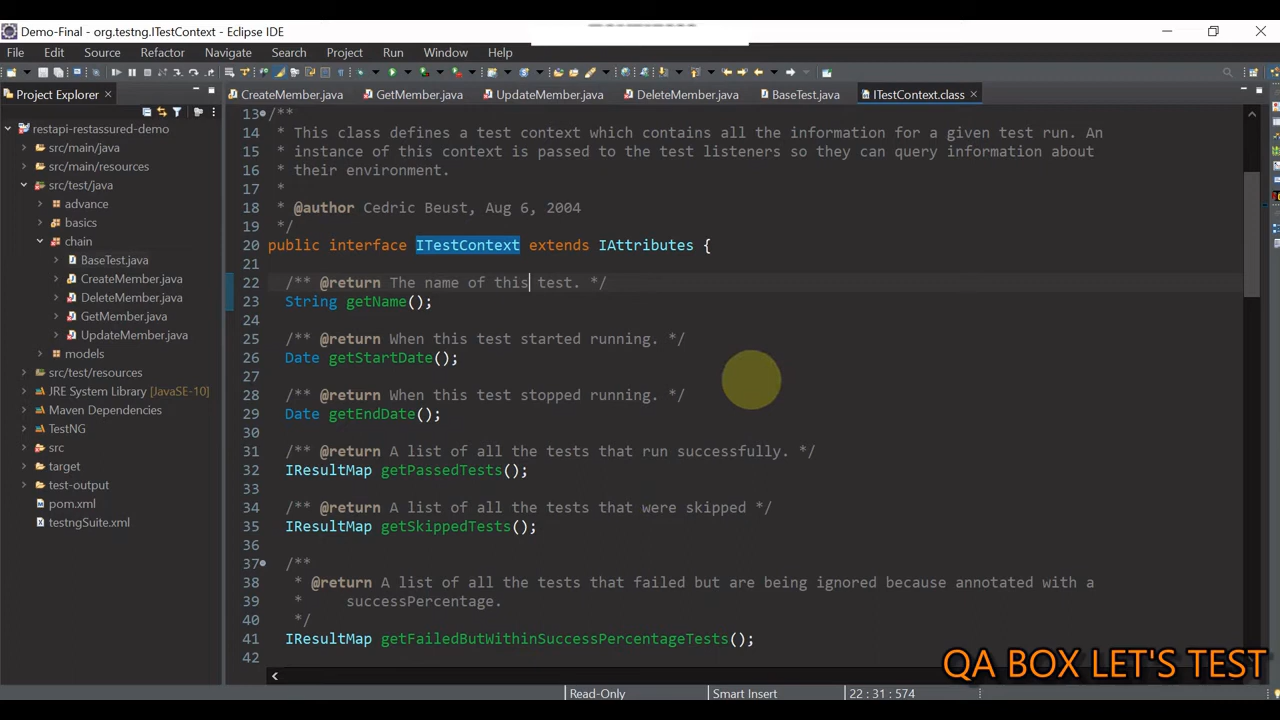 Demo-Final - org.testng.ITestContext - Eclipse IDE
File Edit Source Refactor Navigate Search Project Run Window Help
Project Explorer
CreateMember.java GetMember.java UpdateMember.java DeleteMember.java BaseTest.java ITestContext.class
restapi-restassured-demo
src/main/java
src/main/resources
src/test/java
advance
basics
chain
BaseTest.java
CreateMember.java
DeleteMember.java
GetMember.java
UpdateMember.java
models
src/test/resources
JRE System Library [JavaSE-10]
Maven Dependencies
TestNG
src
target
test-output
pom.xml
testngSuite.xml
13 /**
14 * This class defines a test context which contains all the information for a given test run. An
15 * instance of this context is passed to the test listeners so they can query information about
16 * their environment.
17 *
18 * @author Cedric Beust, Aug 6, 2004
19 */
20 public interface ITestContext extends IAttributes {
21
22 /** @return The name of this test. */
23 String getName();
24
25 /** @return When this test started running. */
26 Date getStartDate();
27
28 /** @return When this test stopped running. */
29 Date getEndDate();
30
31 /** @return A list of all the tests that run successfully. */
32 IResultMap getPassedTests();
33
34 /** @return A list of all the tests that were skipped */
35 IResultMap getSkippedTests();
36
37 /**
38 * @return A list of all the tests that failed but are being ignored because annotated with a
39 * successPercentage.
40 */
41 IResultMap getFailedButWithinSuccessPercentageTests();
42
QA BOX LET'S TEST
Read-Only Smart Insert 22 : 31 : 574